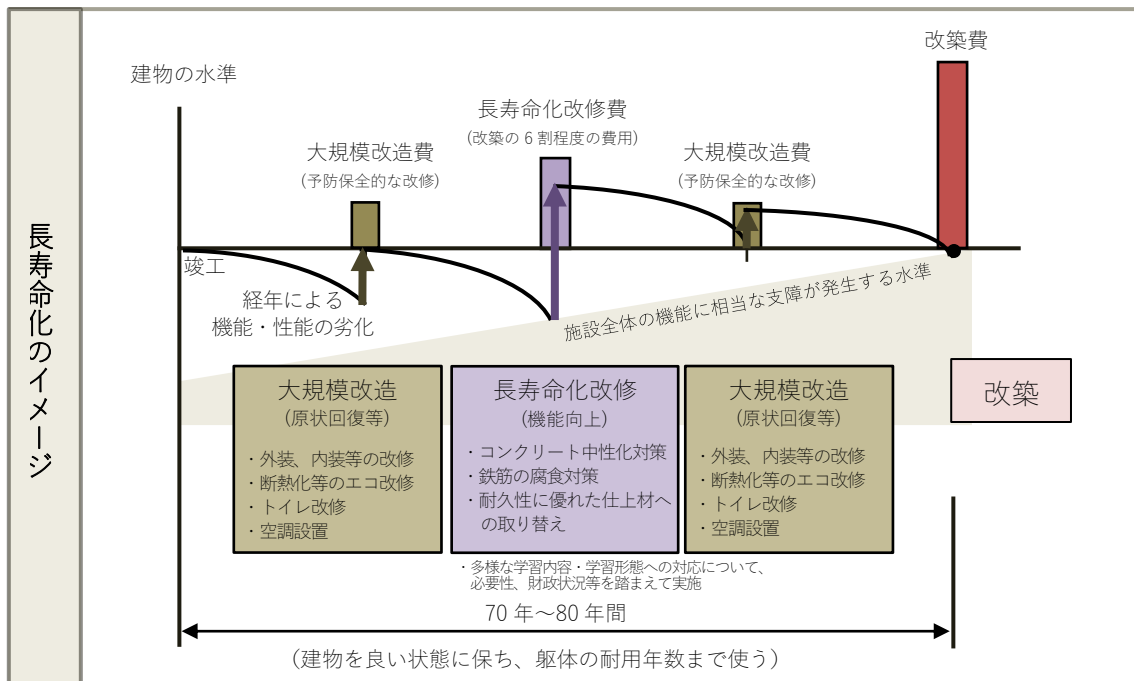 長寿命化のイメージ
建物の水準
改築費
長寿命化改修費
(改築の6割程度の費用)
大規模改造費
(予防保全的な改修)
大規模改造費
(予防保全的な改修)
竣工
経年による
機能・性能の劣化
施設全体の機能に相当な支障が発生する水準
大規模改造
(原状回復等)
・外装、内装等の改修
・断熱化等のエコ改修
・トイレ改修
・空調設置
長寿命化改修
(機能向上)
・コンクリート中性化対策
・鉄筋の腐食対策
・耐久性に優れた仕上材へ
の取り替え
大規模改造
(原状回復等)
・外装、内装等の改修
・断熱化等のエコ改修
・トイレ改修
・空調設置
改築
・多様な学習内容・学習形態への対応について、
必要性、財政状況等を踏まえて実施
70年～80年間
(建物を良い状態に保ち、躯体の耐用年数まで使う)